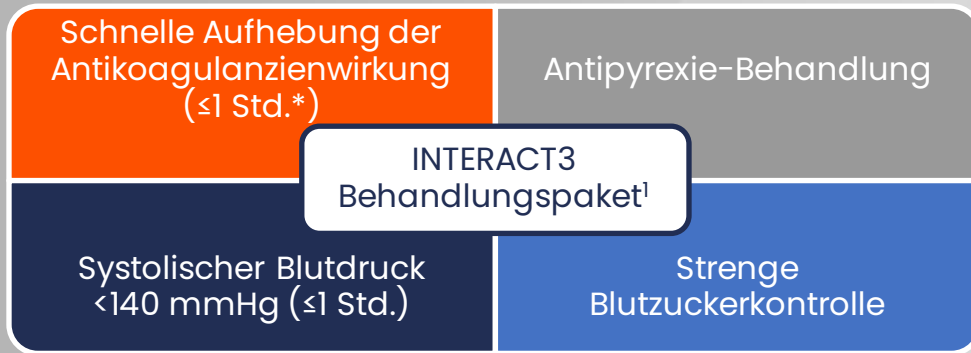 Schnelle Aufhebung der
Antikoagulanzienwirkung
(≤1 Std.*)
Antipyrexie-Behandlung
INTERACT3
Behandlungspaket¹
Systolischer Blutdruck
<140 mmHg (≤1 Std.)
Strenge
Blutzuckerkontrolle